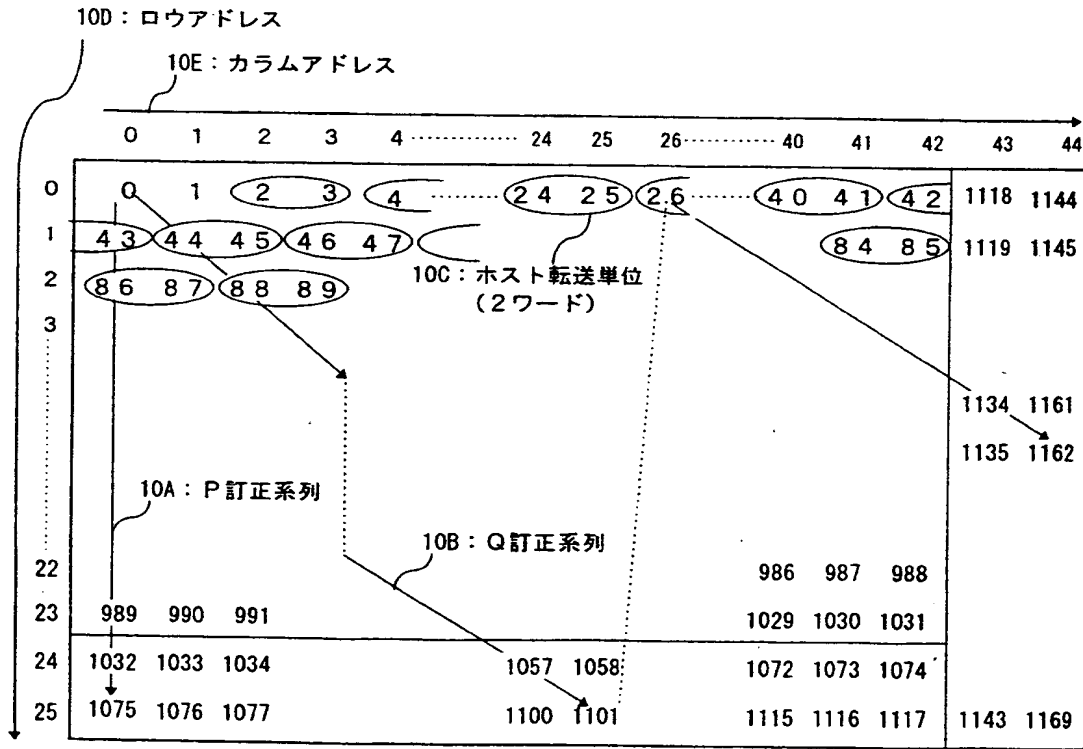 10D：ロウアドレス
10E：カラムアドレス
0 1 2 3 4 ········· 24 25 26 ········· 40 41 42 43 44
0 0 1 2 3 4 ········· 24 25 26 ········· 40 41 42 1118 1144
1 43 44 45 46 47 84 85 1119 1145
10C：ホスト転送単位
（2ワード）
2 86 87 88 89
3
1134 1161
1135 1162
10A：P訂正系列
10B：Q訂正系列
22 986 987 988
23 989 990 991 1029 1030 1031
24 1032 1033 1034 1057 1058 1072 1073 1074
25 1075 1076 1077 1100 1101 1115 1116 1117 1143 1169